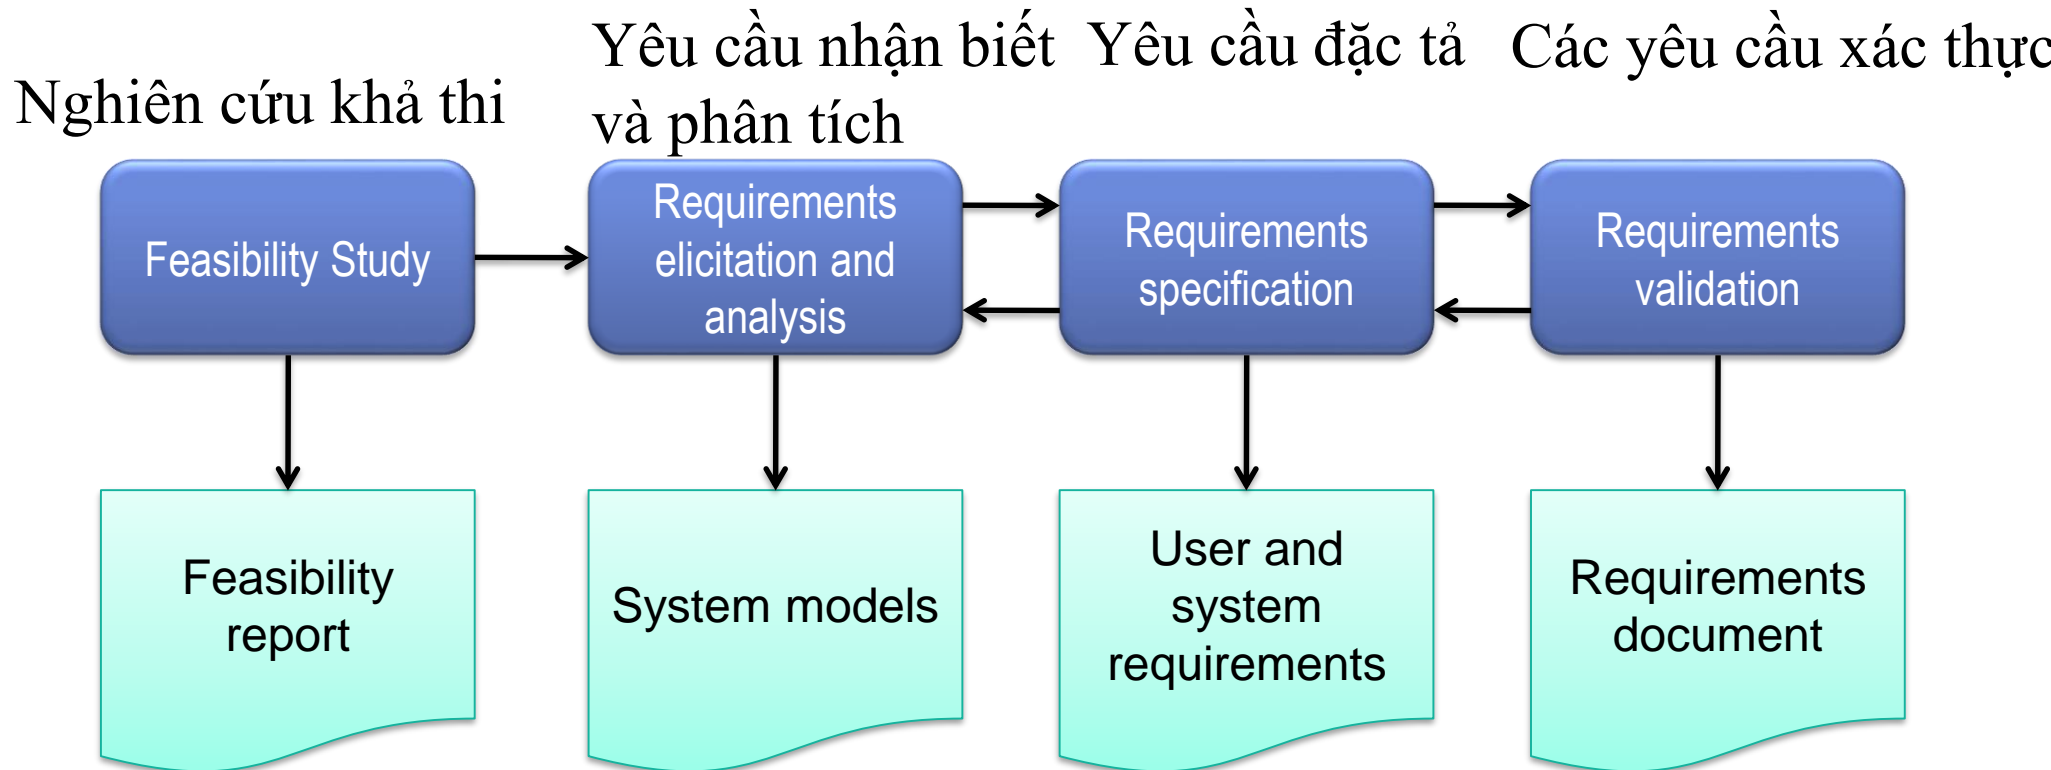 Nghiên cứu khả thi
Yêu cầu nhận biết
và phân tích
Yêu cầu đặc tả
Các yêu cầu xác thực
Feasibility Study
Requirements
elicitation and
analysis
Requirements
specification
Requirements
validation
Feasibility
report
System models
User and
system
requirements
Requirements
document